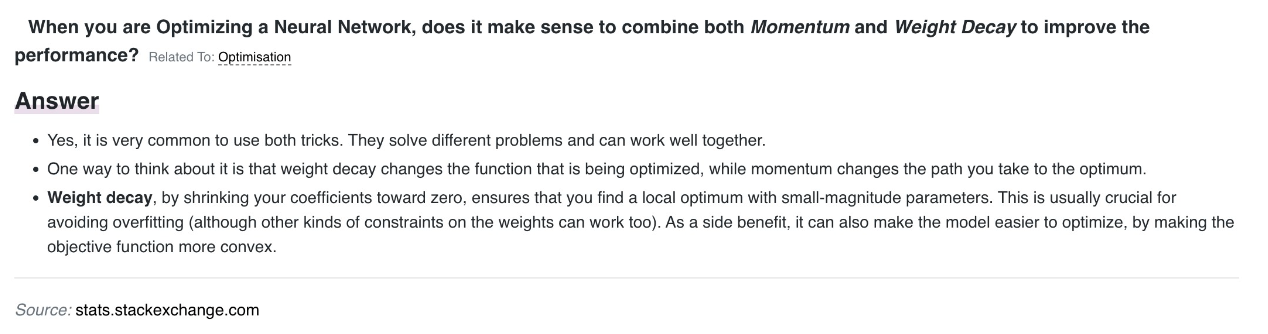 When you are Optimizing a Neural Network, does it make sense to combine both Momentum and Weight Decay to improve the
performance? Related To: Optimisation
Answer
• Yes, it is very common to use both tricks. They solve different problems and can work well together.
• One way to think about it is that weight decay changes the function that is being optimized, while momentum changes the path you take to the optimum.
• Weight decay, by shrinking your coefficients toward zero, ensures that you find a local optimum with small-magnitude parameters. This is usually crucial for
avoiding overfitting (although other kinds of constraints on the weights can work too). As a side benefit, it can also make the model easier to optimize, by making the
objective function more convex.
Source: stats.stackexchange.com